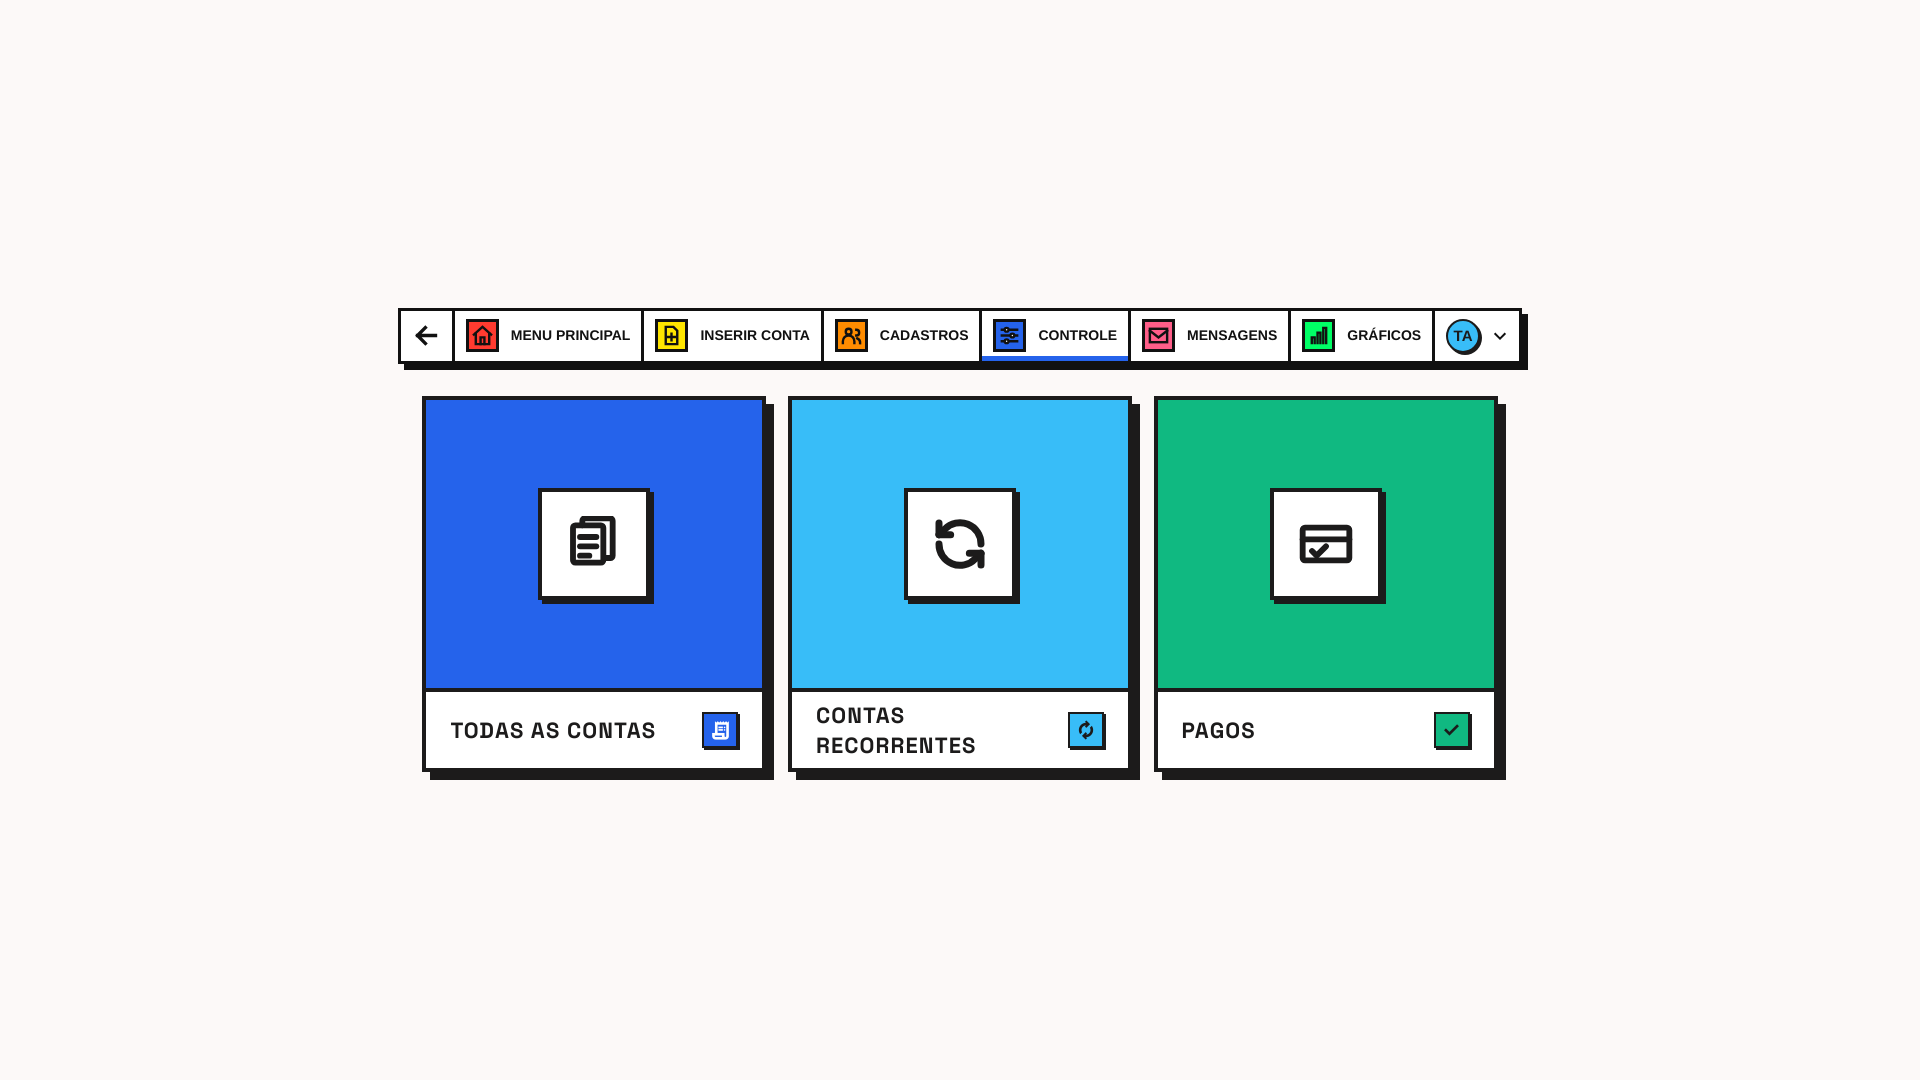 MENU PRINCIPAL
INSERIR CONTA
CADASTROS
CONTROLE
MENSAGENS
GRÁFICOS
TA
TODAS AS CONTAS
CONTAS
RECORRENTES
PAGOS